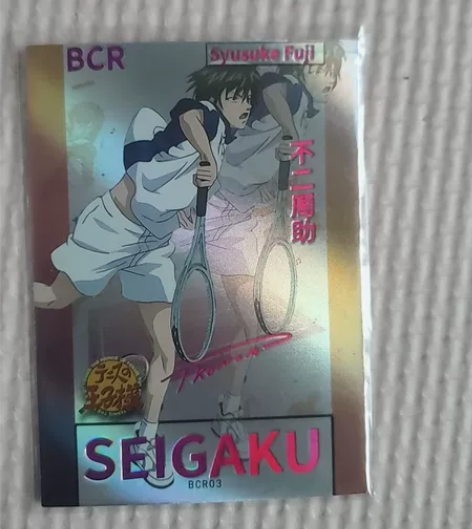 BCR
Syusuke Fuji
不二周助
SEIGAKU
BCR03